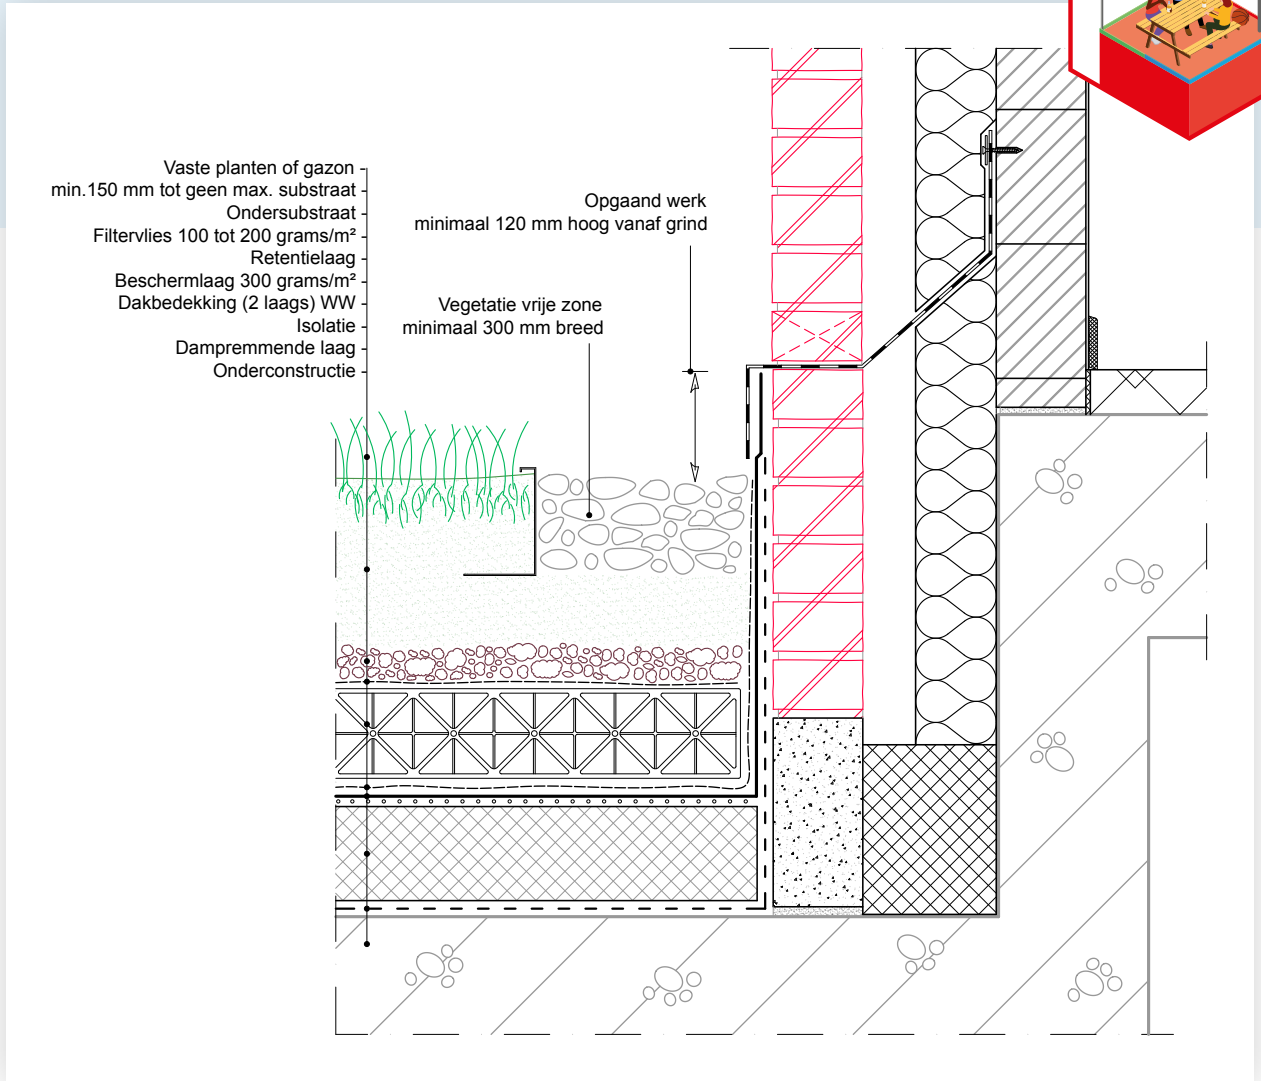 Vaste planten of gazon
min.150 mm tot geen max. substraat
Ondersubstraat
Filtervlies 100 tot 200 grams/m²
Retentielaag
Beschermlaag 300 grams/m²
Dakbedekking (2 laags) WW
Isolatie
Dampremmende laag
Onderconstructie
Opgaand werk
minimaal 120 mm hoog vanaf grind
Vegetatie vrije zone
minimaal 300 mm breed